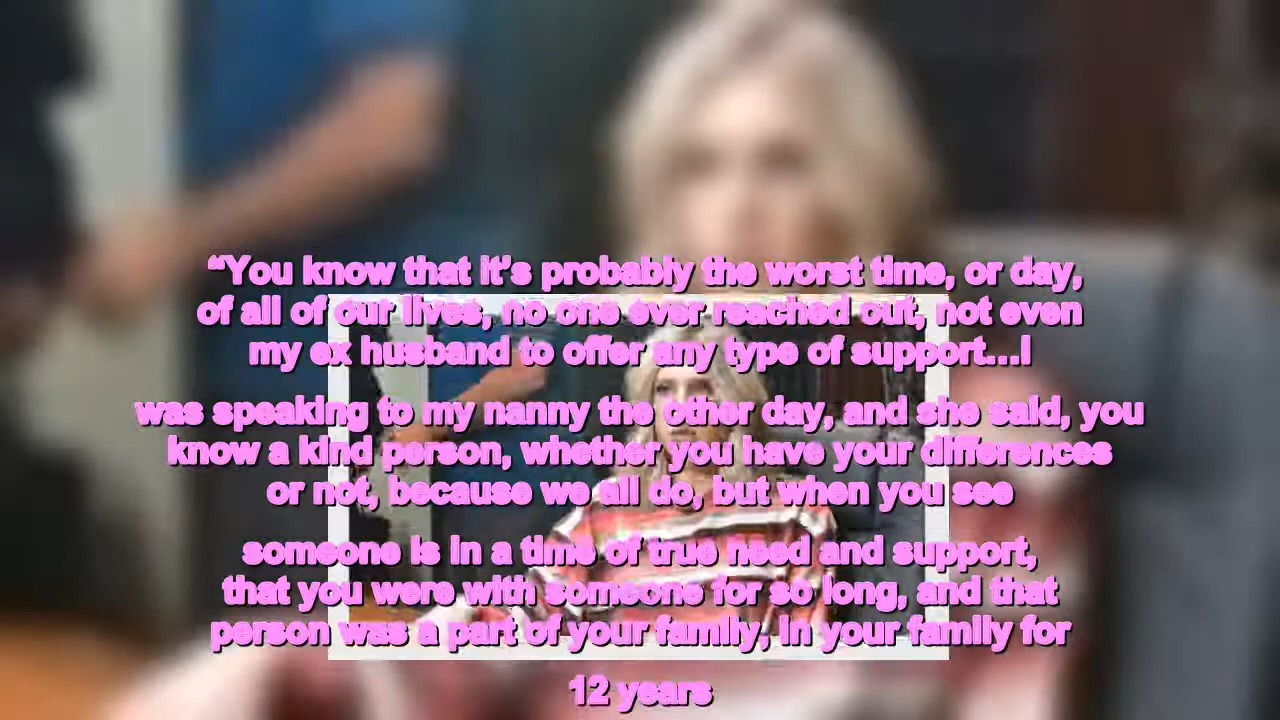 “You know that it’s probably the worst time, or day,
of all of our lives, no one ever reached out, not even
my ex husband to offer any type of support…I
was speaking to my nanny the other day, and she said, you
know a kind person, whether you have your differences
or not, because we all do, but when you see
someone is in a time of true need and support,
that you were with someone for so long, and that
person was a part of your family, in your family for
12 years